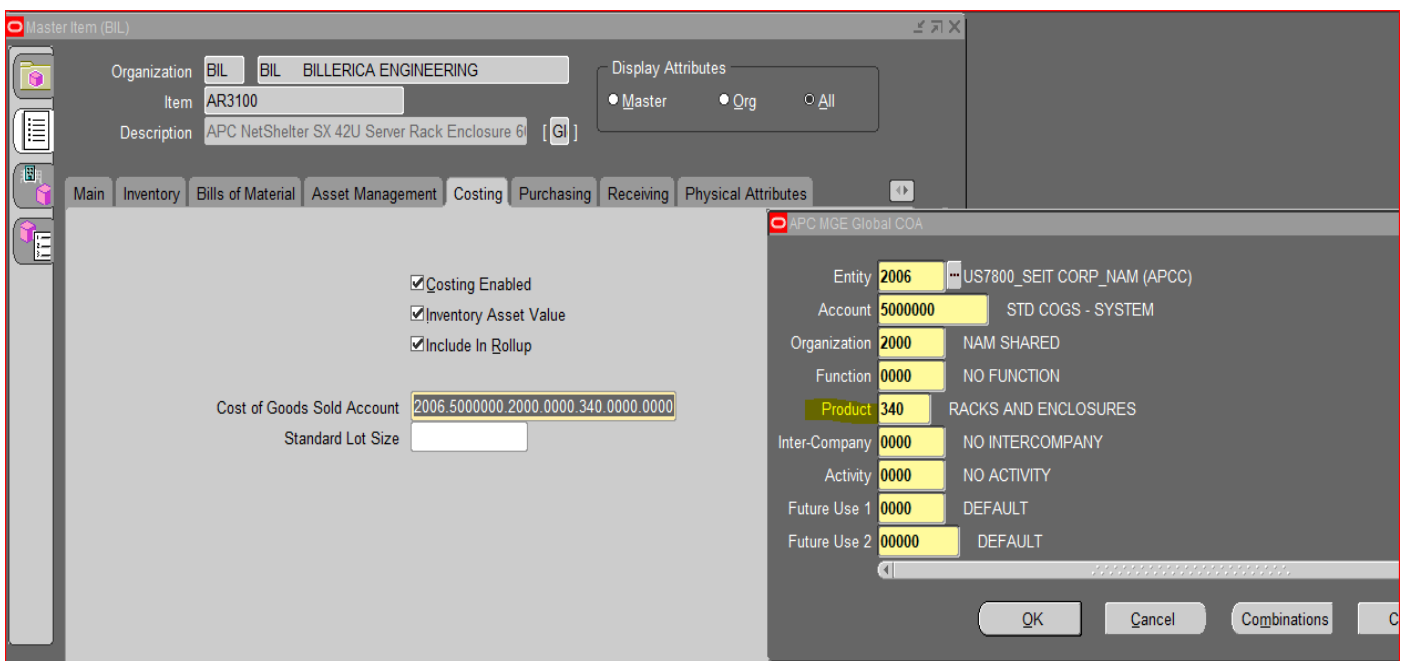 Master Item (BIL)
Organization BIL BIL BILLERICA ENGINEERING
Item AR3100
Description APC NetShelter SX 42U Server Rack Enclosure [ GI ]
Display Attributes
Master Org All
Main Inventory Bills of Material Asset Management Costing Purchasing Receiving Physical Attributes
Costing Enabled
Inventory Asset Value
Include In Rollup
Cost of Goods Sold Account 2006.5000000.2000.0000.340.0000.0000
Standard Lot Size
APC MGE Global COA
Entity 2006 ... US7800_SEIT CORP_NAM (APCC)
Account 5000000 STD COGS - SYSTEM
Organization 2000 NAM SHARED
Function 0000 NO FUNCTION
Product 340 RACKS AND ENCLOSURES
Inter-Company 0000 NO INTERCOMPANY
Activity 0000 NO ACTIVITY
Future Use 1 0000 DEFAULT
Future Use 2 00000 DEFAULT
OK Cancel Combinations C